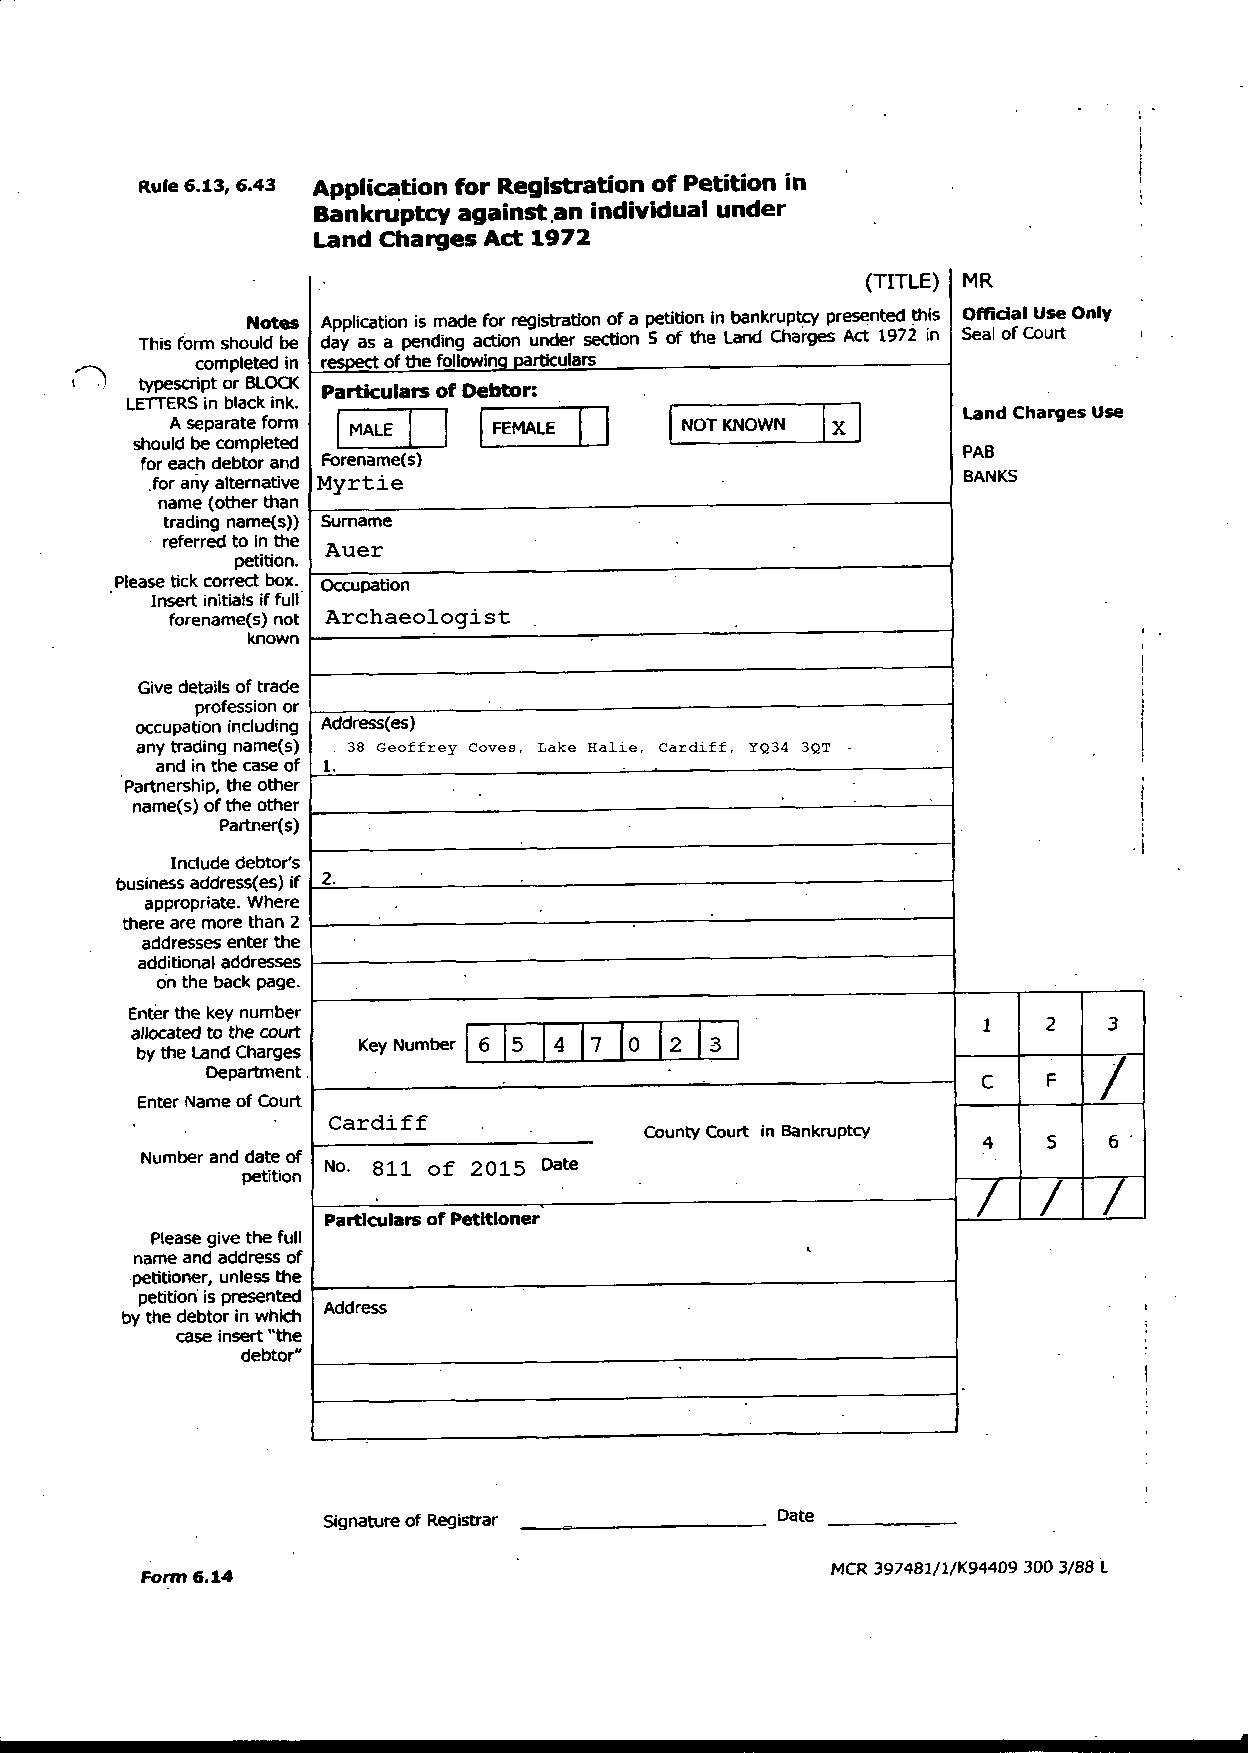 Rule 6.13, 6.43
Application for Registration of Petition in
Bankruptcy against an individual under
Land Charges Act 1972
(TITLE) MR
Notes
This form should be
completed in
typescript or BLOCK
LETTERS in black ink.
A separate form
should be completed
for each debtor and
for any alternative
name (other than
trading name(s))
referred to in the
petition.
Please tick correct box.
Insert initials if full
forename(s) not
known
Give details of trade
profession or
occupation including
any trading name(s)
and in the case of
Partnership, the other
name(s) of the other
Partner(s)
Include debtor's
business address(es) if
appropriate. Where
there are more than 2
addresses enter the
additional addresses
on the back page.
Enter the key number
allocated to the court
by the Land Charges
Department.
Enter Name of Court
Number and date of
petition
Please give the full
name and address of
petitioner, unless the
petition is presented
by the debtor in which
case insert "the
debtor"
Application is made for registration of a petition in bankruptcy presented this
day as a pending action under section 5 of the Land Charges Act 1972 in
respect of the following particulars
Particulars of Debtor:
MALE FEMALE NOT KNOWN X
Forename(s)
Myrtie
Surname
Auer
Occupation
Archaeologist
Address(es)
38 Geoffrey Coves, Lake Halie, Cardiff, YQ34 3QT
1.
2.
Key Number 6 5 4 7 0 2 3
Cardiff
County Court in Bankruptcy
No. 811 of 2015 Date
Particulars of Petitioner
Address
Official Use Only
Seal of Court
Land Charges Use
PAB
BANKS
1 2 3
C F /
4 5 6
/ / /
Signature of Registrar Date
Form 6.14
MCR 397481/1/K94409 300 3/88 L